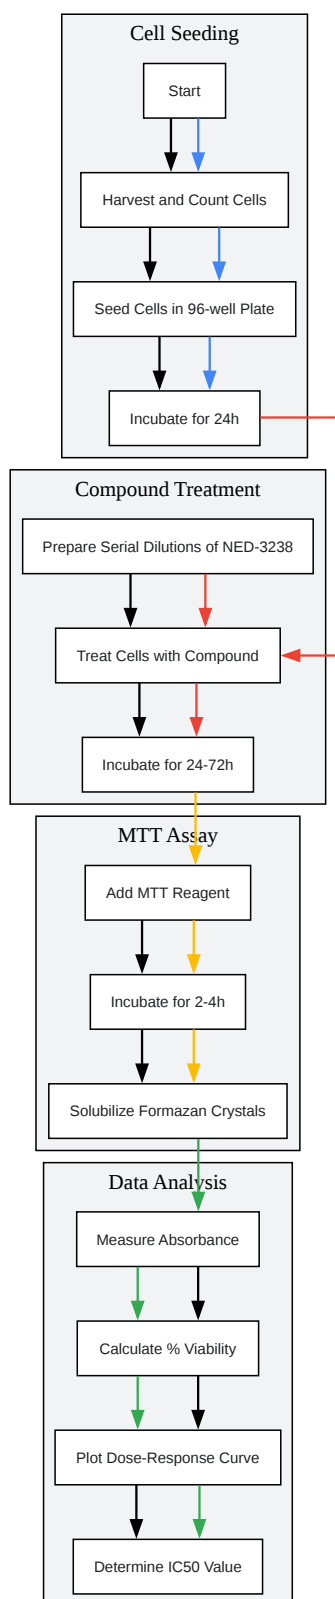 Cell Seeding
Start
Harvest and Count Cells
Seed Cells in 96-well Plate
Incubate for 24h
Compound Treatment
Prepare Serial Dilutions of NED-3238
Treat Cells with Compound
Incubate for 24-72h
MTT Assay
Add MTT Reagent
Incubate for 2-4h
Solubilize Formazan Crystals
Data Analysis
Measure Absorbance
Calculate % Viability
Plot Dose-Response Curve
Determine IC50 Value